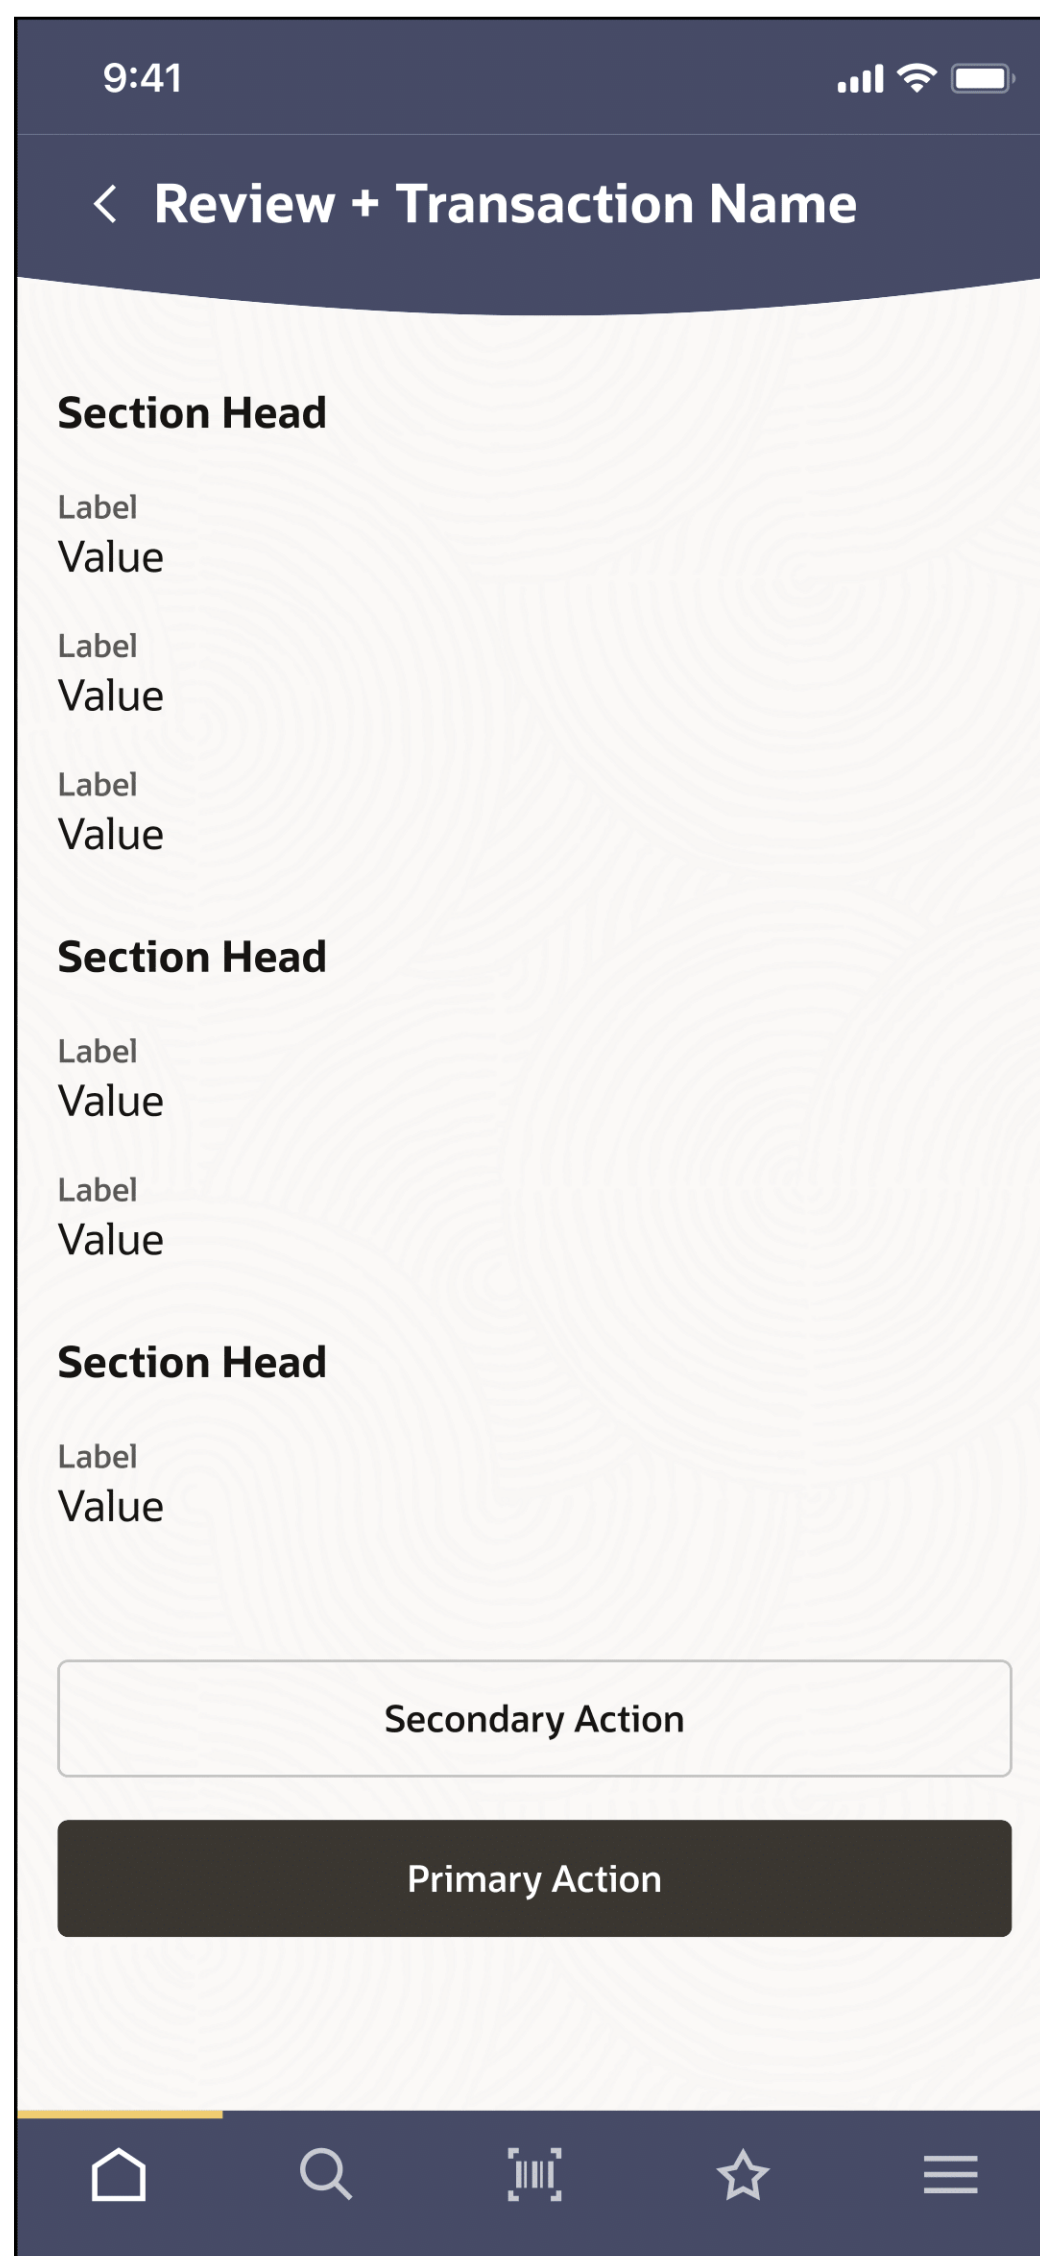 9:41
Review + Transaction Name
Section Head
Label
Value
Label
Value
Label
Value
Section Head
Label
Value
Label
Value
Section Head
Label
Value
Secondary Action
Primary Action